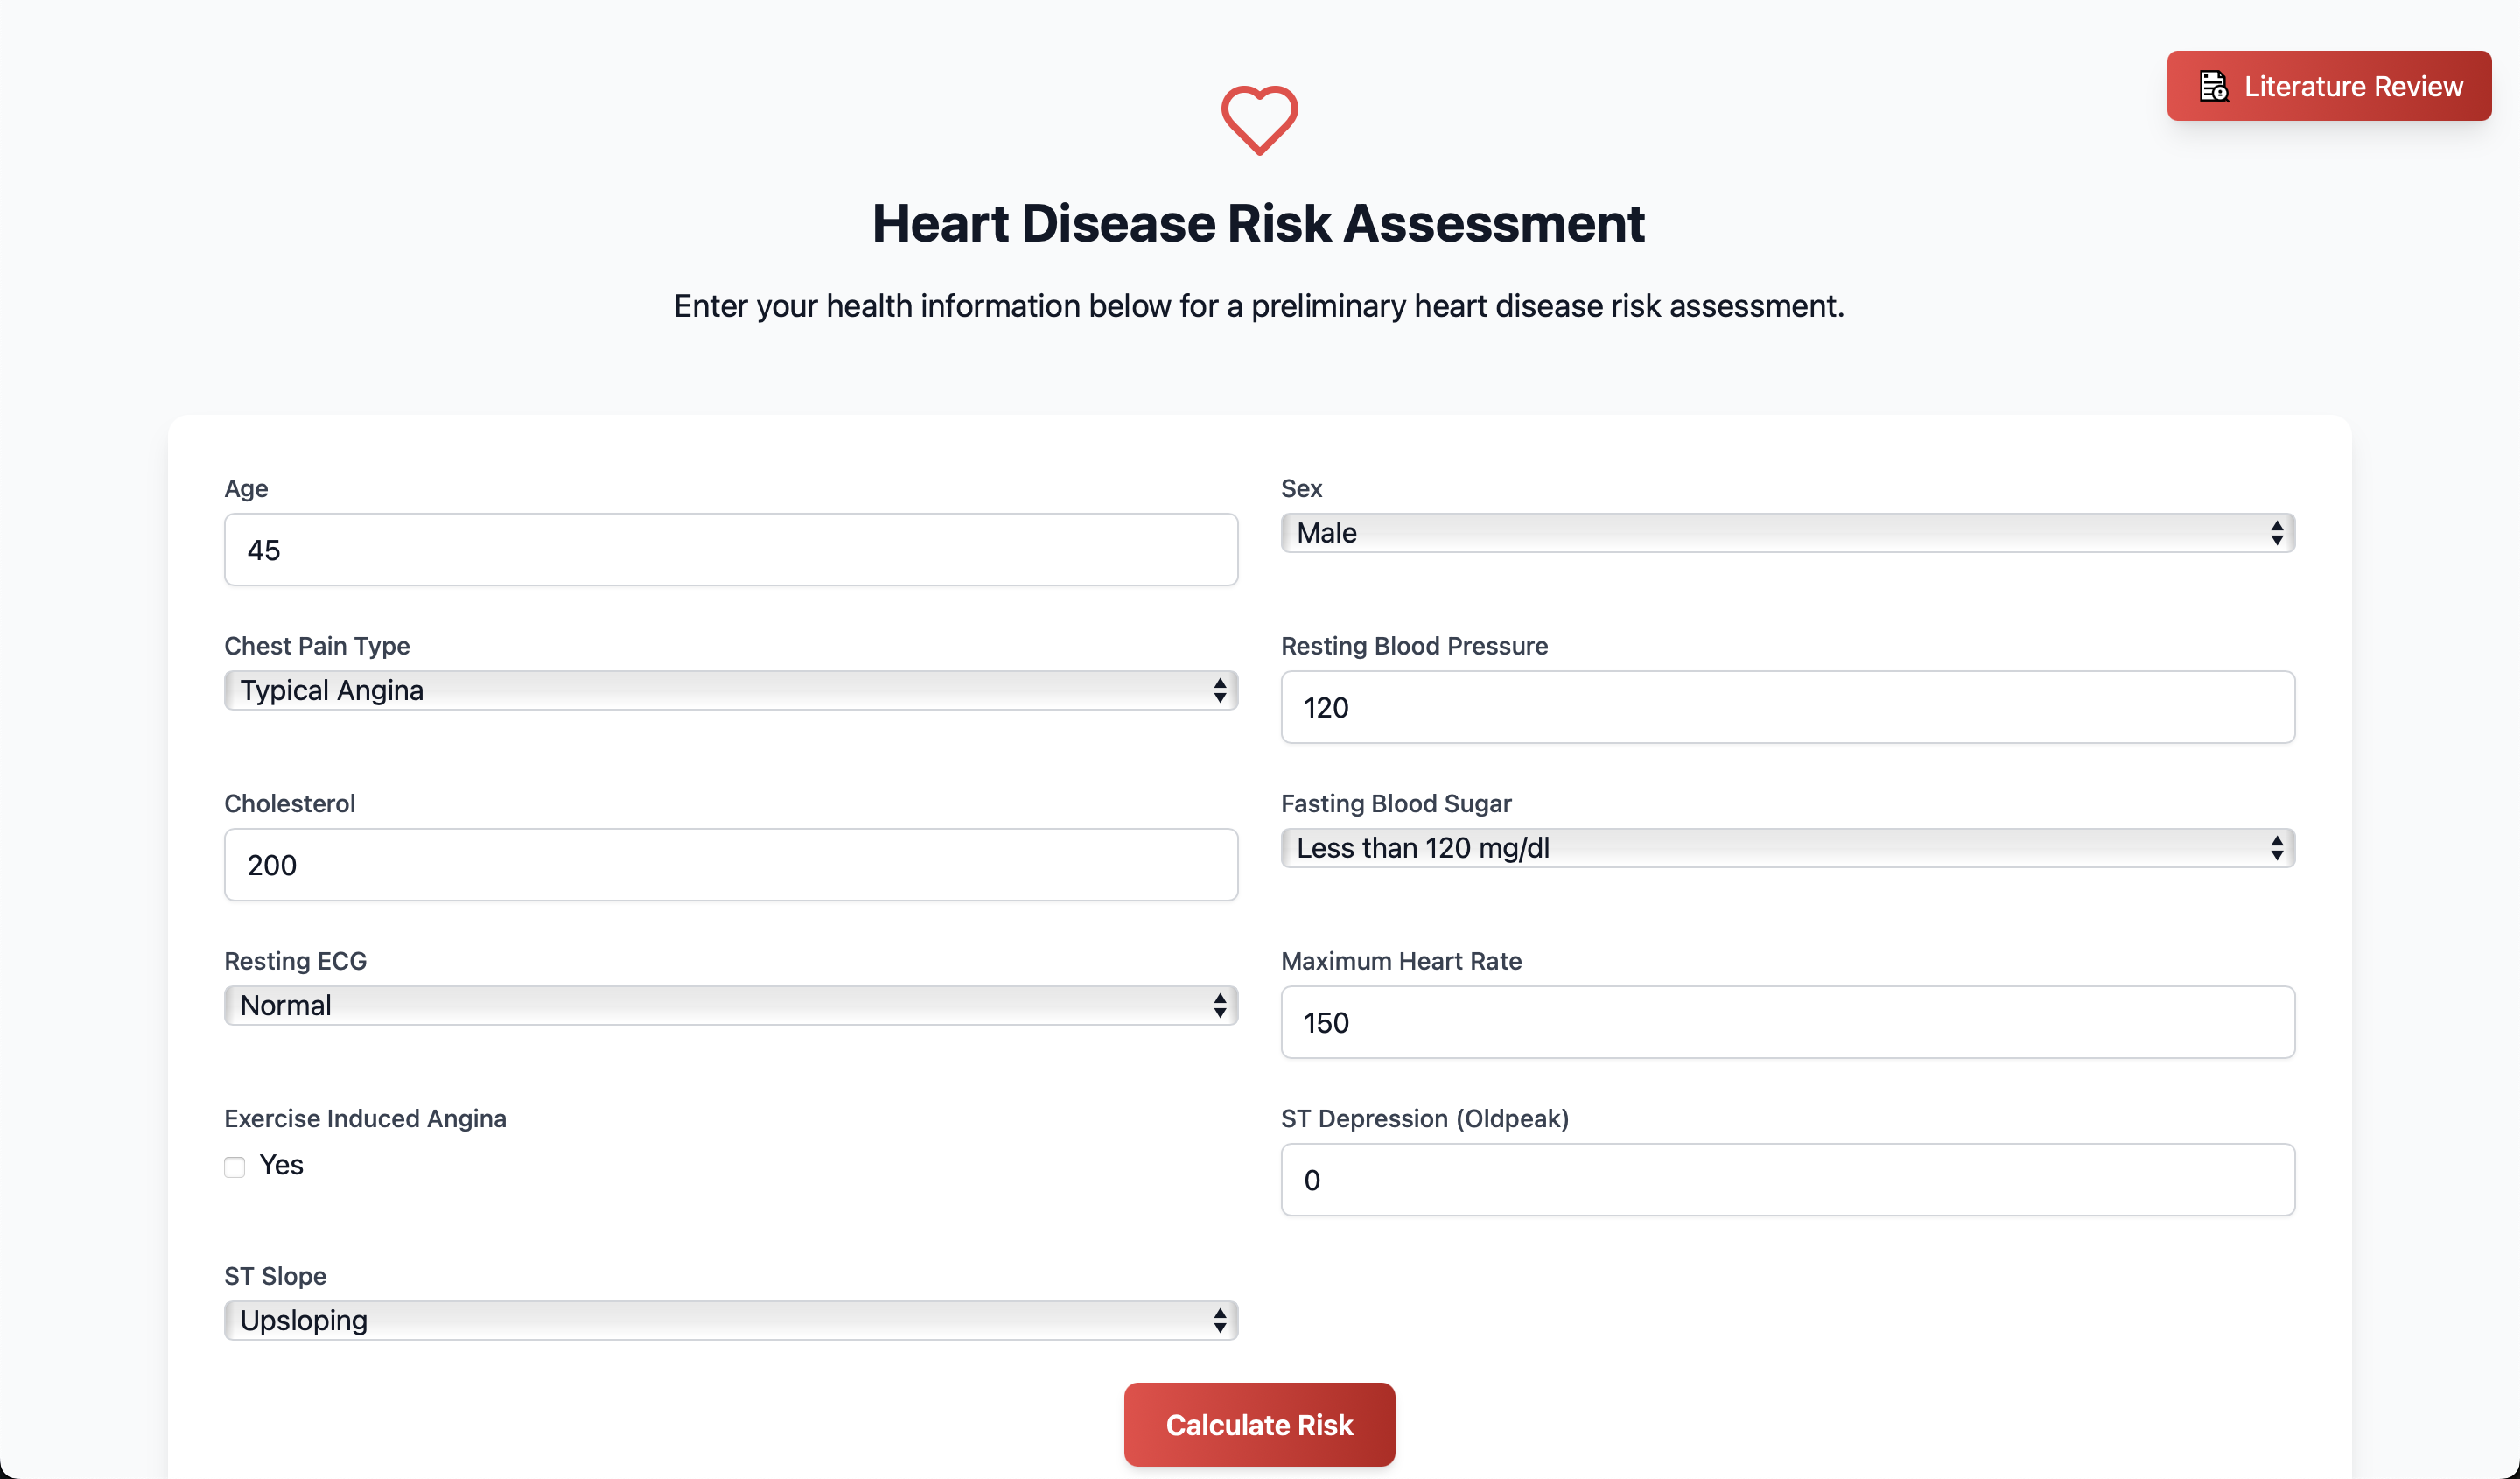 Literature Review
Heart Disease Risk Assessment
Enter your health information below for a preliminary heart disease risk assessment.
Age
45
Sex
Male
Chest Pain Type
Typical Angina
Resting Blood Pressure
120
Cholesterol
200
Fasting Blood Sugar
Less than 120 mg/dl
Resting ECG
Normal
Maximum Heart Rate
150
Exercise Induced Angina
Yes
ST Depression (Oldpeak)
0
ST Slope
Upsloping
Calculate Risk